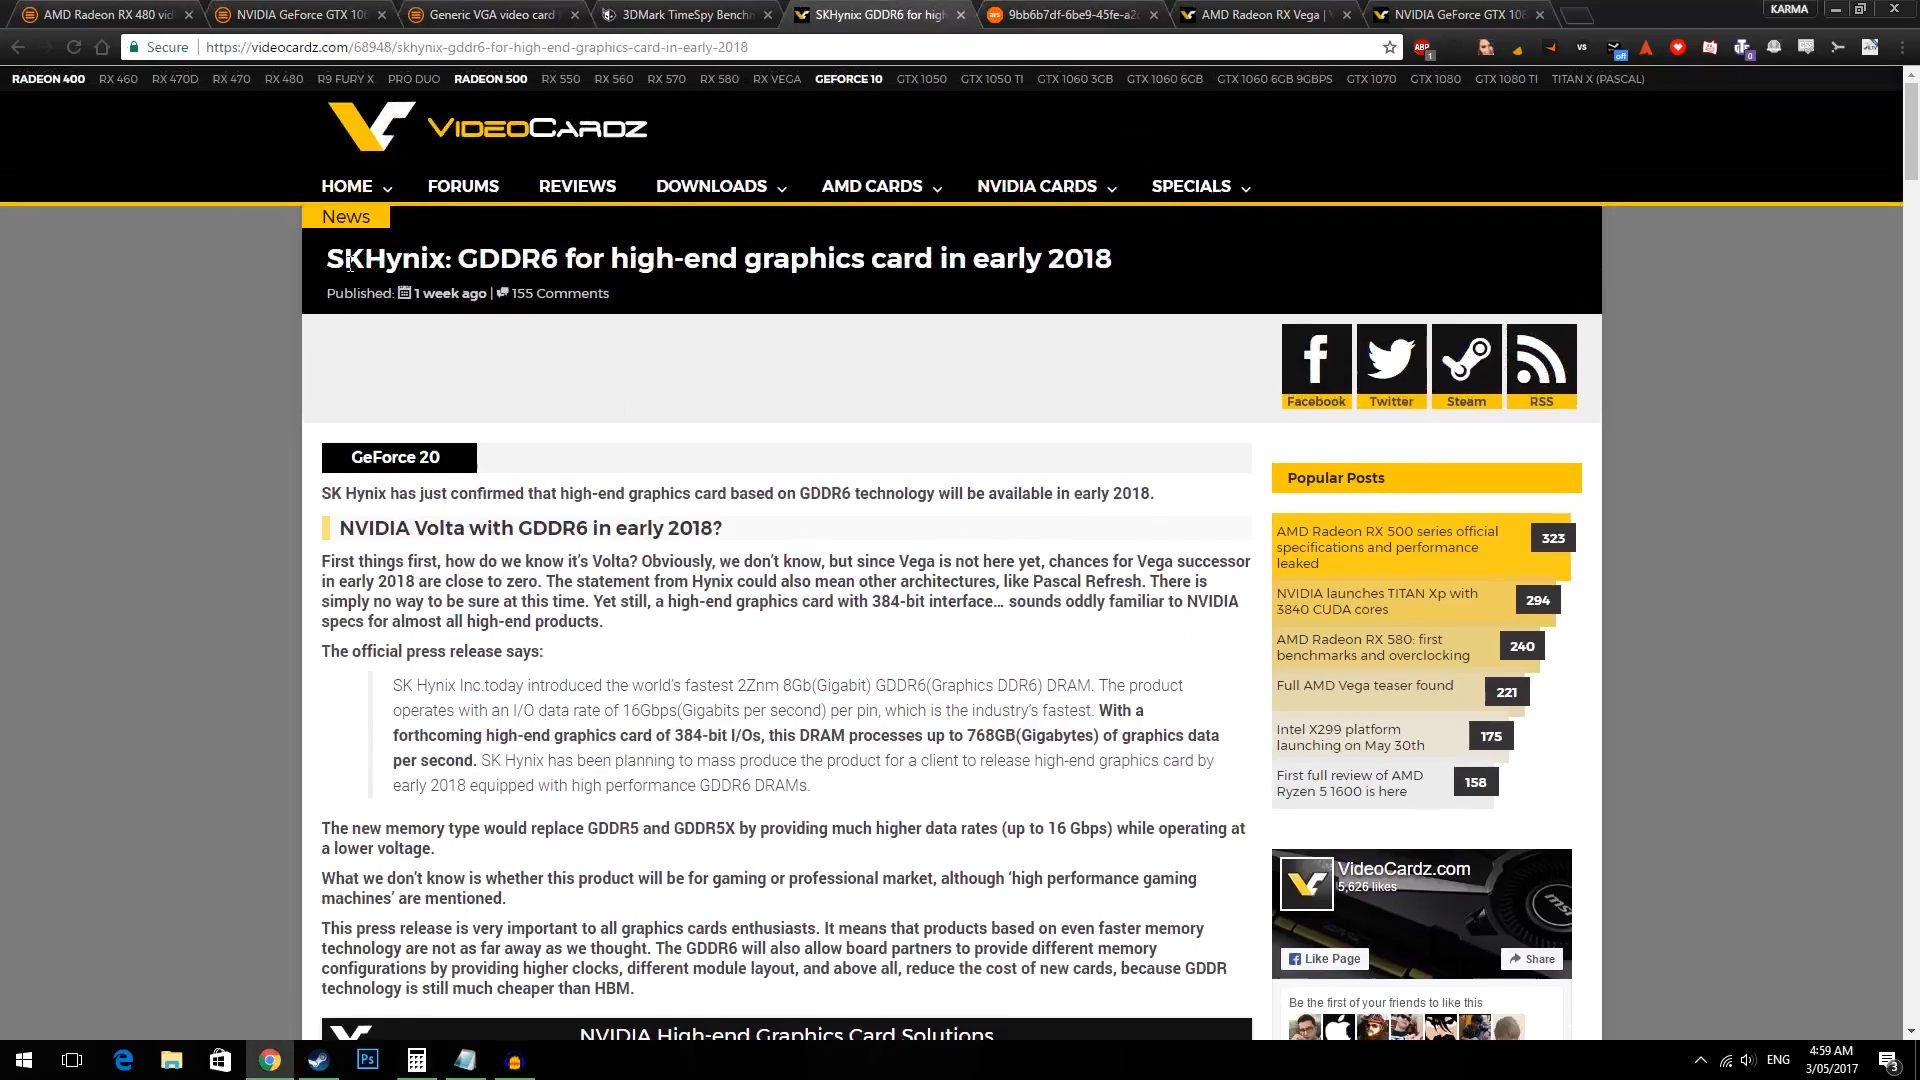 AMD Radeon RX 480 vid
NVIDIA GeForce GTX 106
Generic VGA video card
3DMark TimeSpy Bench
SKHynix: GDDR6 for hig
9bb6b7df-6be9-45fe-a2
AMD Radeon RX Vega |
NVIDIA GeForce GTX 108
KARMA
Secure
https://videocardz.com/68948/skhynix-gddr6-for-high-end-graphics-card-in-early-2018
ABP
1
VS
off
0
RADEON 400 RX 460 RX 470D RX 470 RX 480 R9 FURY X PRO DUO RADEON 500 RX 550 RX 560 RX 570 RX 580 RX VEGA GEFORCE 10 GTX 1050 GTX 1050 TI GTX 1060 3GB GTX 1060 6GB GTX 1060 6GB 9GBPS GTX 1070 GTX 1080 GTX 1080 TI TITAN X (PASCAL)
VIDEOCARDZ
HOME FORUMS REVIEWS DOWNLOADS AMD CARDS NVIDIA CARDS SPECIALS
News
SKHynix: GDDR6 for high-end graphics card in early 2018
Published: 1 week ago | 155 Comments
Facebook Twitter Steam RSS
GeForce 20
SK Hynix has just confirmed that high-end graphics card based on GDDR6 technology will be available in early 2018.
NVIDIA Volta with GDDR6 in early 2018?
First things first, how do we know it's Volta? Obviously, we don't know, but since Vega is not here yet, chances for Vega successor
in early 2018 are close to zero. The statement from Hynix could also mean other architectures, like Pascal Refresh. There is
simply no way to be sure at this time. Yet still, a high-end graphics card with 384-bit interface… sounds oddly familiar to NVIDIA
specs for almost all high-end products.
The official press release says:
SK Hynix Inc.today introduced the world's fastest 2Znm 8Gb(Gigabit) GDDR6(Graphics DDR6) DRAM. The product
operates with an I/O data rate of 16Gbps(Gigabits per second) per pin, which is the industry's fastest. With a
forthcoming high-end graphics card of 384-bit I/Os, this DRAM processes up to 768GB(Gigabytes) of graphics data
per second. SK Hynix has been planning to mass produce the product for a client to release high-end graphics card by
early 2018 equipped with high performance GDDR6 DRAMs.
The new memory type would replace GDDR5 and GDDR5X by providing much higher data rates (up to 16 Gbps) while operating at
a lower voltage.
What we don't know is whether this product will be for gaming or professional market, although 'high performance gaming
machines' are mentioned.
This press release is very important to all graphics cards enthusiasts. It means that products based on even faster memory
technology are not as far away as we thought. The GDDR6 will also allow board partners to provide different memory
configurations by providing higher clocks, different module layout, and above all, reduce the cost of new cards, because GDDR
technology is still much cheaper than HBM.
NVIDIA High-end Graphics Card Solutions
Popular Posts
AMD Radeon RX 500 series official
specifications and performance
leaked
323
NVIDIA launches TITAN Xp with
3840 CUDA cores
294
AMD Radeon RX 580: first
benchmarks and overclocking
240
Full AMD Vega teaser found
221
Intel X299 platform
launching on May 30th
175
First full review of AMD
Ryzen 5 1600 is here
158
VideoCardz.com
5,626 likes
msi
Like Page
Share
Be the first of your friends to like this
Ps
ENG
4:59 AM
3/05/2017
3